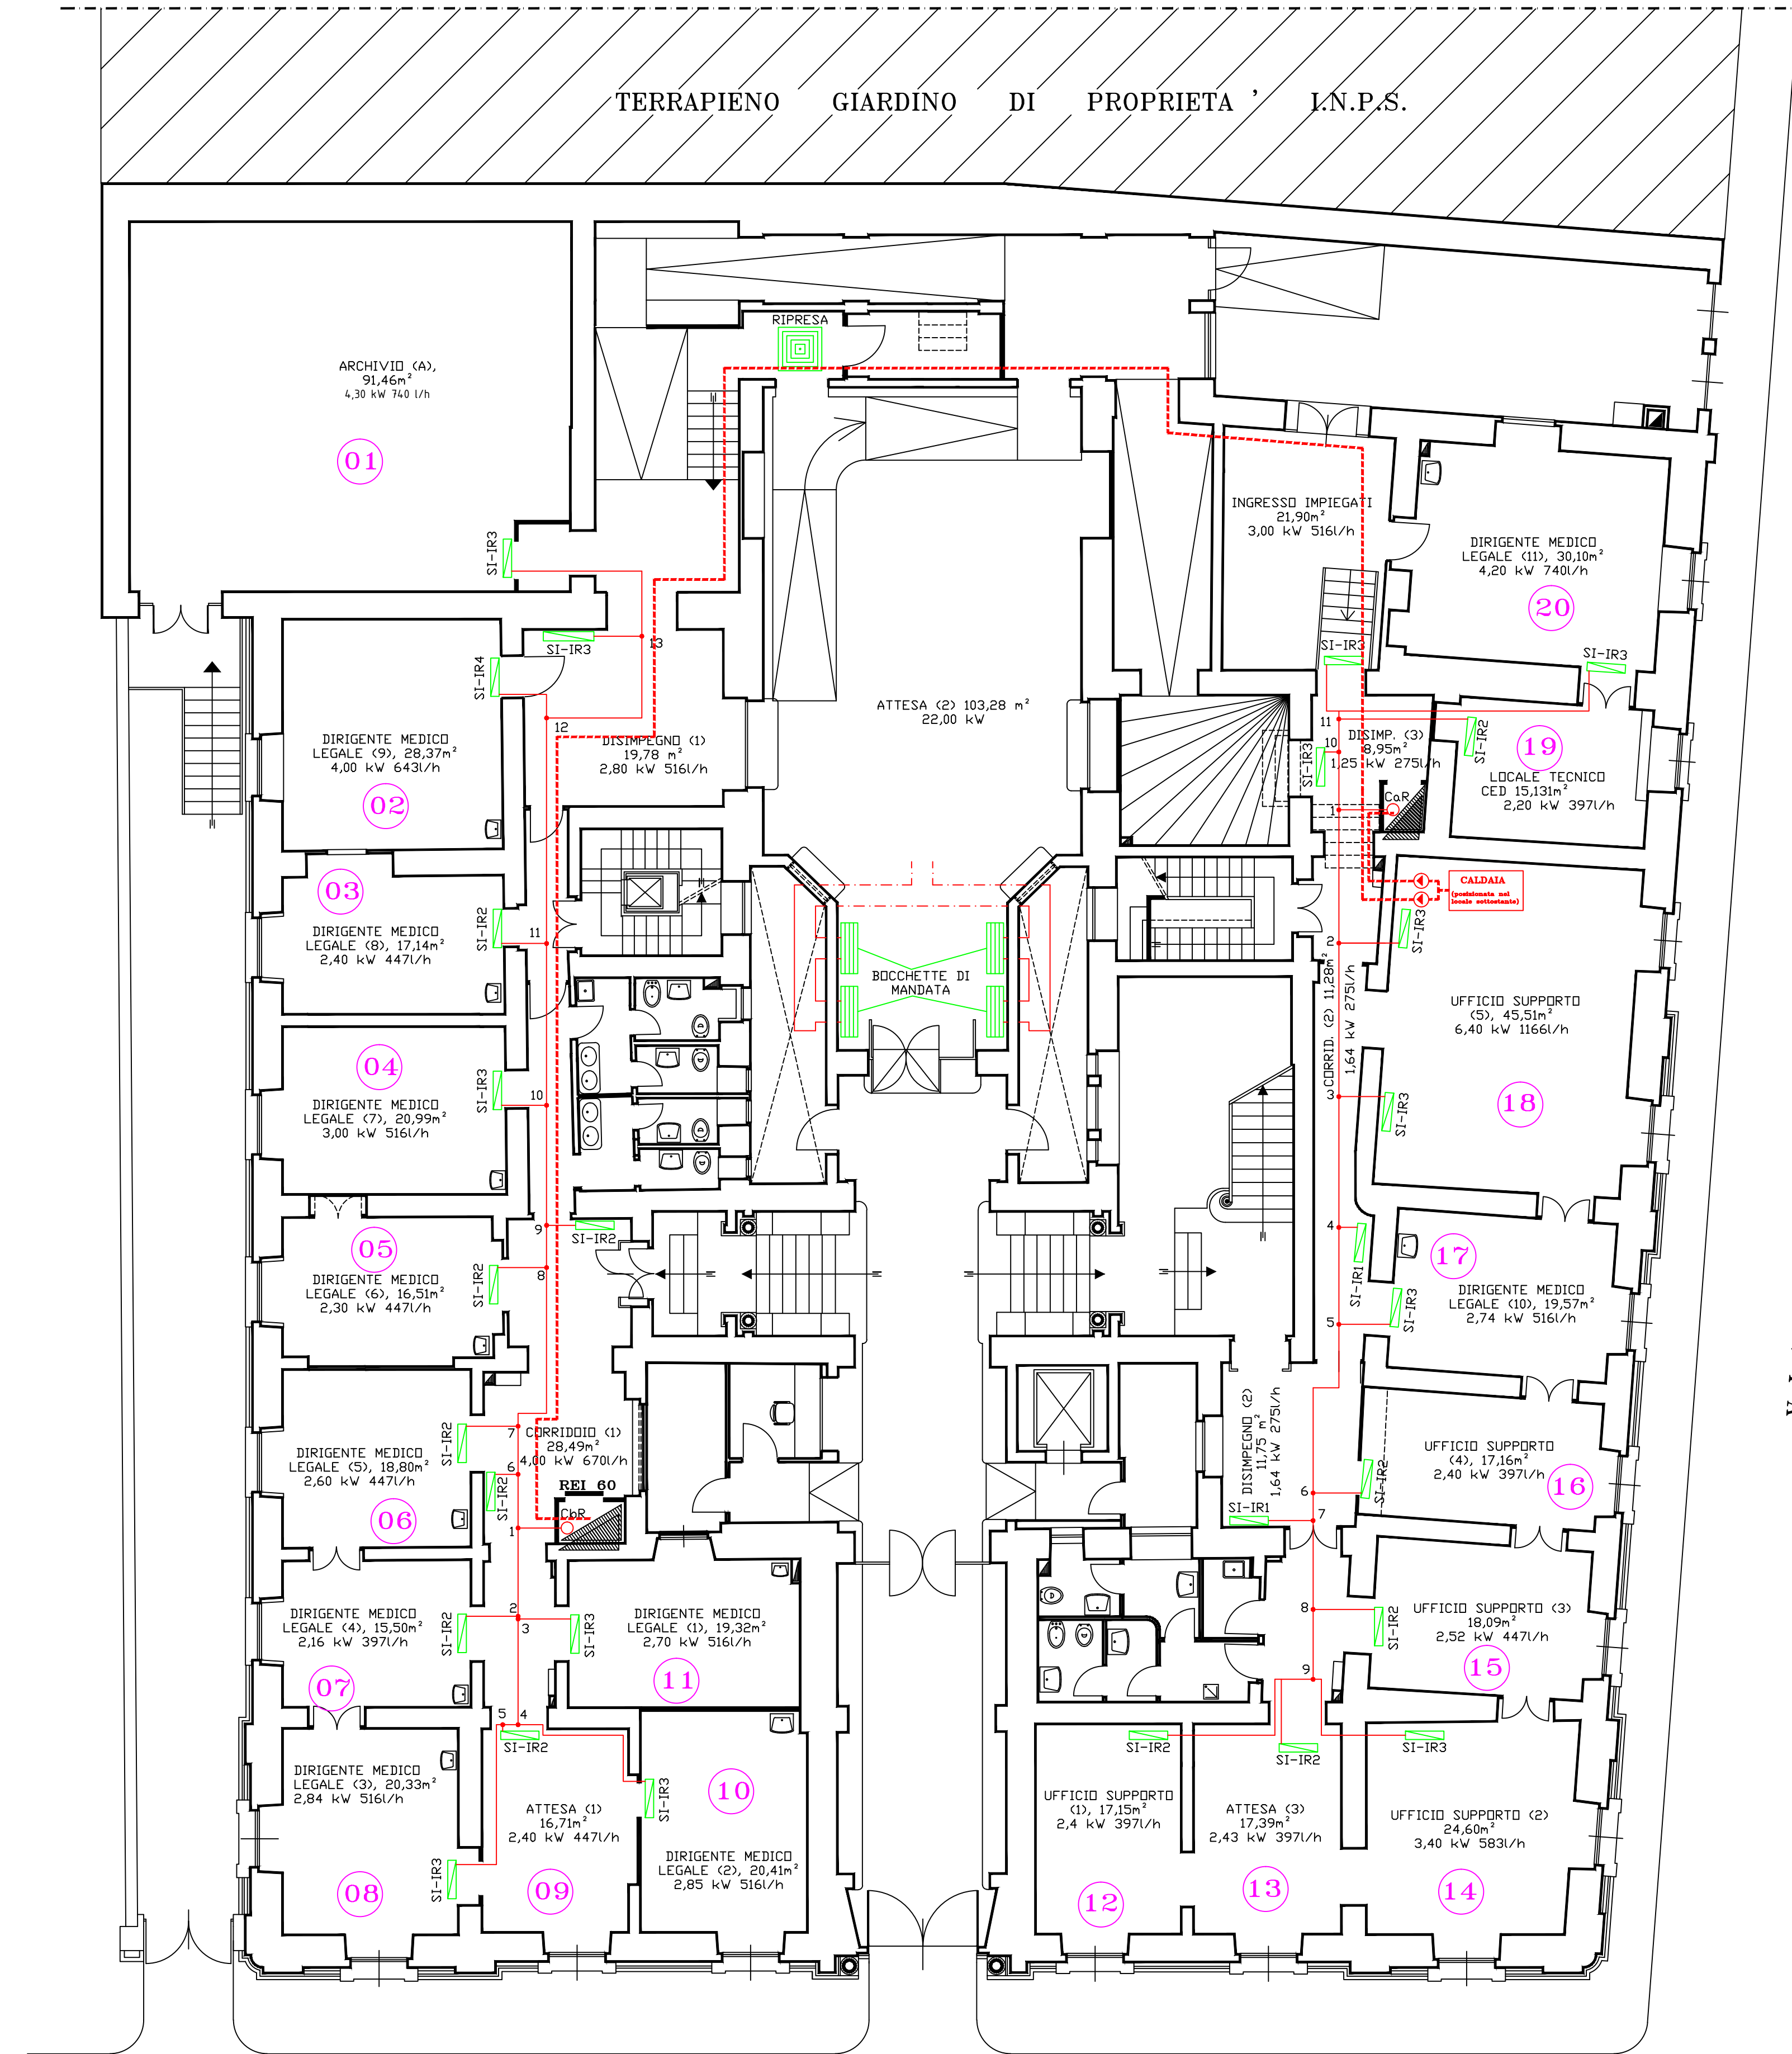 TERRAPIENO GIARDINO DI PROPRIETA' I.N.P.S.
RIPRESA
ARCHIVIO (A),
91,46m²
4,30 kW 740 l/h
01
SI-IR3
INGRESSO IMPIEGATI
21,90m²
3,00 kW 516l/h
DIRIGENTE MEDICO
LEGALE (11), 30,10m²
4,20 kW 740l/h
20
SI-IR3
SI-IR3
SI-IR3
13
SI-IR4
DIRIGENTE MEDICO
LEGALE (9), 28,37m²
4,00 kW 643l/h
02
12
DISIMPEGNO (1)
19,78 m²
2,80 kW 516l/h
ATTESA (2) 103,28 m²
22,00 kW
11
10
SI-IR3
DISIMP. (3)
8,95m²
1,25 kW 275l/h
SI-IR2
19
LOCALE TECNICO
CED 15,131m²
2,20 kW 397l/h
CaR
1
CALDAIA
(posizionata nel
locale sottostante)
03
DIRIGENTE MEDICO
LEGALE (8), 17,14m²
2,40 kW 447l/h
SI-IR2
11
BOCCHETTE DI
MANDATA
2
SI-IR3
CORRID. (2) 11,28m²
1,64 kW 275l/h
UFFICIO SUPPORTO
(5), 45,51m²
6,40 kW 1166l/h
18
3
SI-IR3
04
DIRIGENTE MEDICO
LEGALE (7), 20,99m²
3,00 kW 516l/h
SI-IR3
10
9
SI-IR2
05
DIRIGENTE MEDICO
LEGALE (6), 16,51m²
2,30 kW 447l/h
SI-IR2
8
4
SI-IR1
17
DIRIGENTE MEDICO
LEGALE (10), 19,57m²
2,74 kW 516l/h
5
SI-IR3
DIRIGENTE MEDICO
LEGALE (5), 18,80m²
2,60 kW 447l/h
06
SI-IR2
7
6
SI-IR2
CORRIDOIO (1)
28,49m²
4,00 kW 670l/h
REI 60
CbR
1
DISIMPEGNO (2)
11,75 m²
1,64 kW 275l/h
SI-IR1
6
7
SI-IR2
UFFICIO SUPPORTO
(4), 17,16m²
2,40 kW 397l/h
16
DIRIGENTE MEDICO
LEGALE (4), 15,50m²
2,16 kW 397l/h
07
SI-IR2
2
3
SI-IR3
DIRIGENTE MEDICO
LEGALE (1), 19,32m²
2,70 kW 516l/h
11
8
SI-IR2
UFFICIO SUPPORTO (3)
18,09m²
2,52 kW 447l/h
15
9
5
4
SI-IR2
SI-IR2
SI-IR2
SI-IR3
DIRIGENTE MEDICO
LEGALE (3), 20,33m²
2,84 kW 516l/h
08
SI-IR3
ATTESA (1)
16,71m²
2,40 kW 447l/h
09
SI-IR3
10
DIRIGENTE MEDICO
LEGALE (2), 20,41m²
2,85 kW 516l/h
UFFICIO SUPPORTO
(1), 17,15m²
2,4 kW 397l/h
12
ATTESA (3)
17,39m²
2,43 kW 397l/h
13
UFFICIO SUPPORTO (2)
24,60m²
3,40 kW 583l/h
14